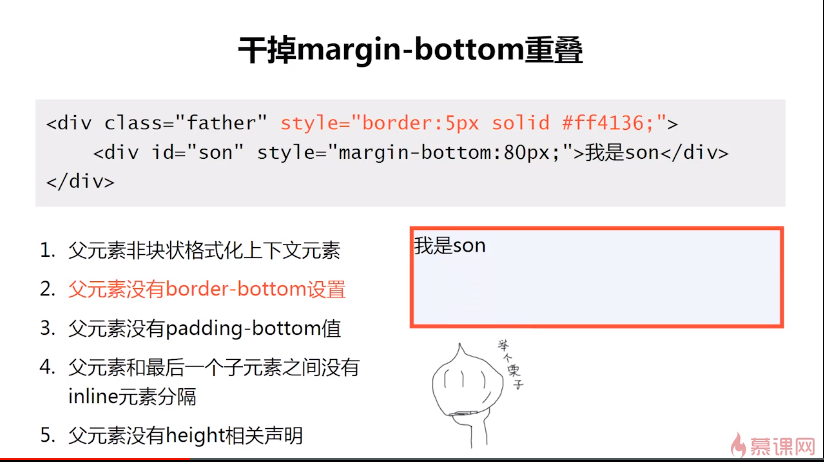 干掉margin-bottom重叠
<div class="father" style="border:5px solid #ff4136;">
<div id="son" style="margin-bottom:80px;">我是son</div>
</div>
1. 父元素非块状格式化上下文元素
2. 父元素没有border-bottom设置
3. 父元素没有padding-bottom值
4. 父元素和最后一个子元素之间没有
inline元素分隔
5. 父元素没有height相关声明
我是son
举个栗子
慕课网